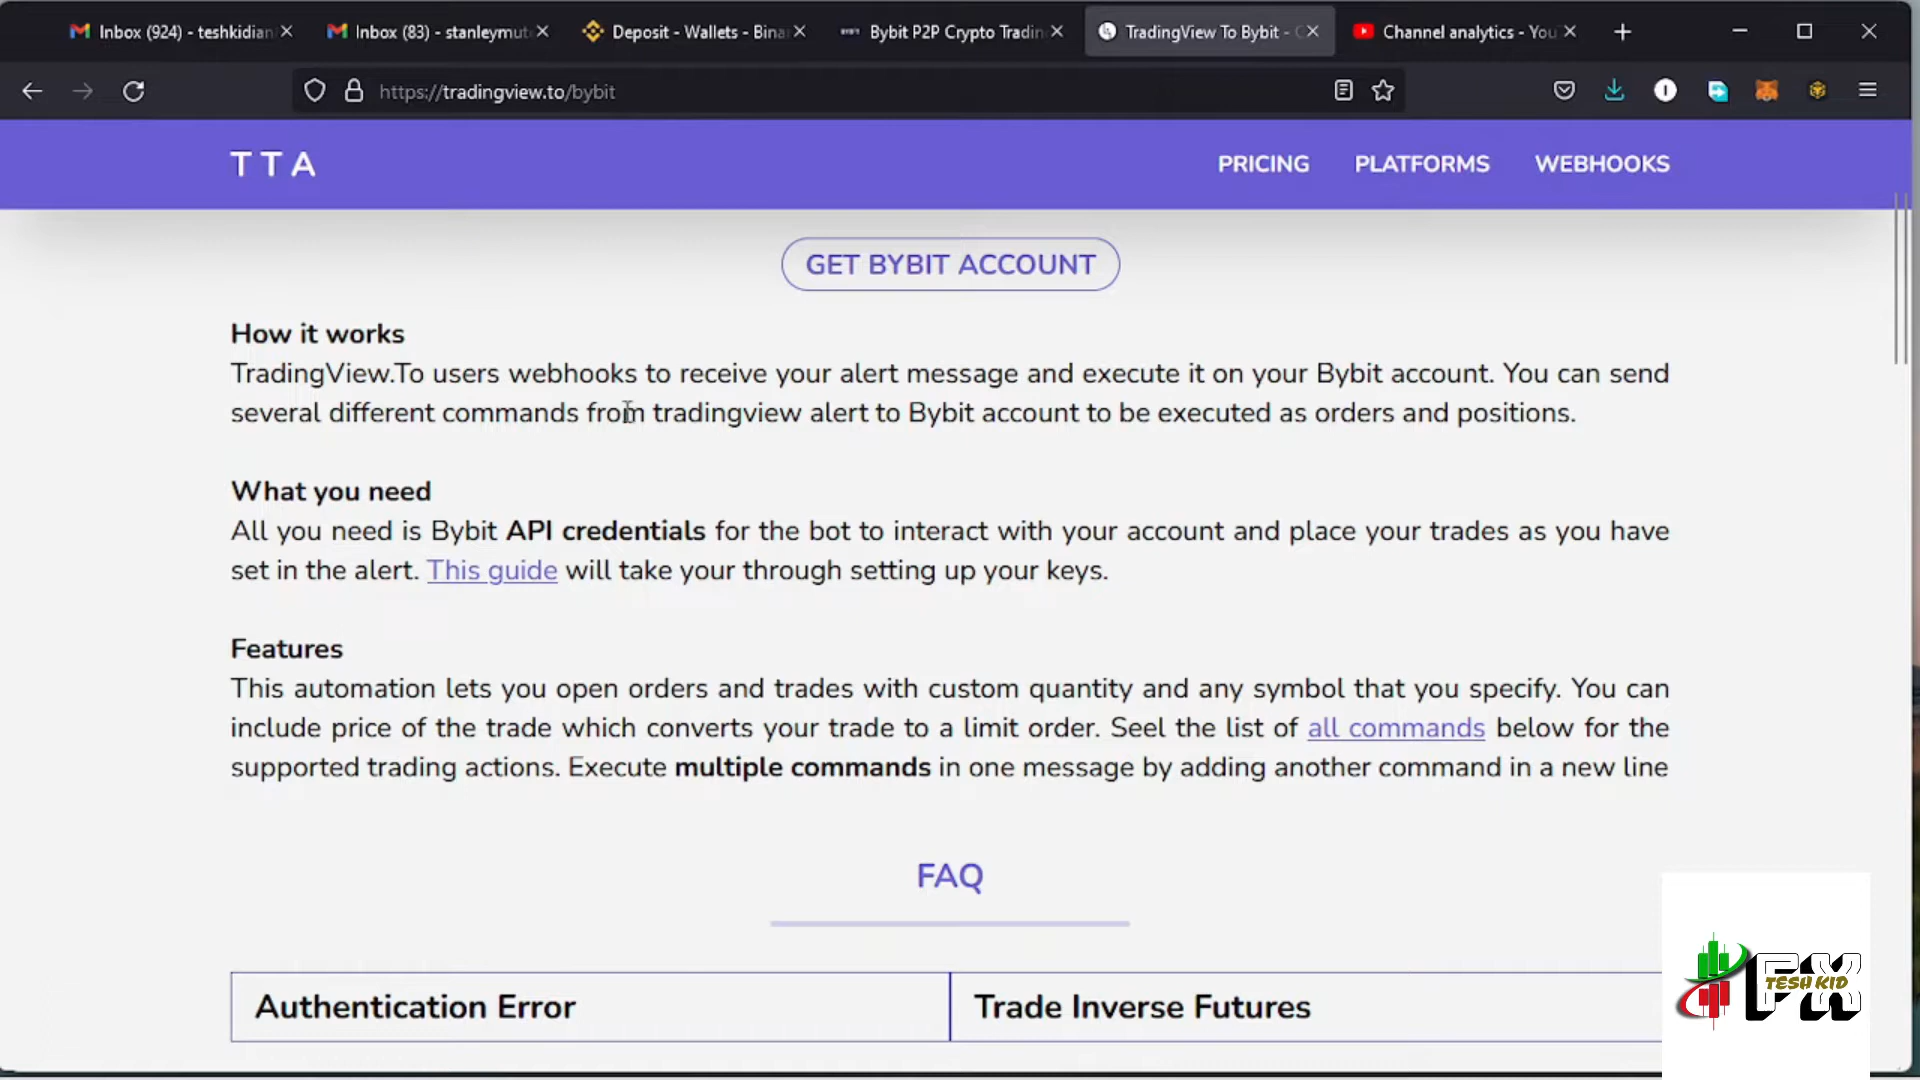 Inbox (924) - teshkidian
Inbox (83) - stanleymut
Deposit - Wallets - Bina
Bybit P2P Crypto Tradin
TradingView To Bybit - C
Channel analytics - You
https://tradingview.to/bybit
T T A
PRICING
PLATFORMS
WEBHOOKS
GET BYBIT ACCOUNT
How it works
TradingView.To users webhooks to receive your alert message and execute it on your Bybit account. You can send
several different commands from tradingview alert to Bybit account to be executed as orders and positions.
What you need
All you need is Bybit API credentials for the bot to interact with your account and place your trades as you have
set in the alert. This guide will take your through setting up your keys.
Features
This automation lets you open orders and trades with custom quantity and any symbol that you specify. You can
include price of the trade which converts your trade to a limit order. Seel the list of all commands below for the
supported trading actions. Execute multiple commands in one message by adding another command in a new line
FAQ
Authentication Error
Trade Inverse Futures
FX
TESH KID